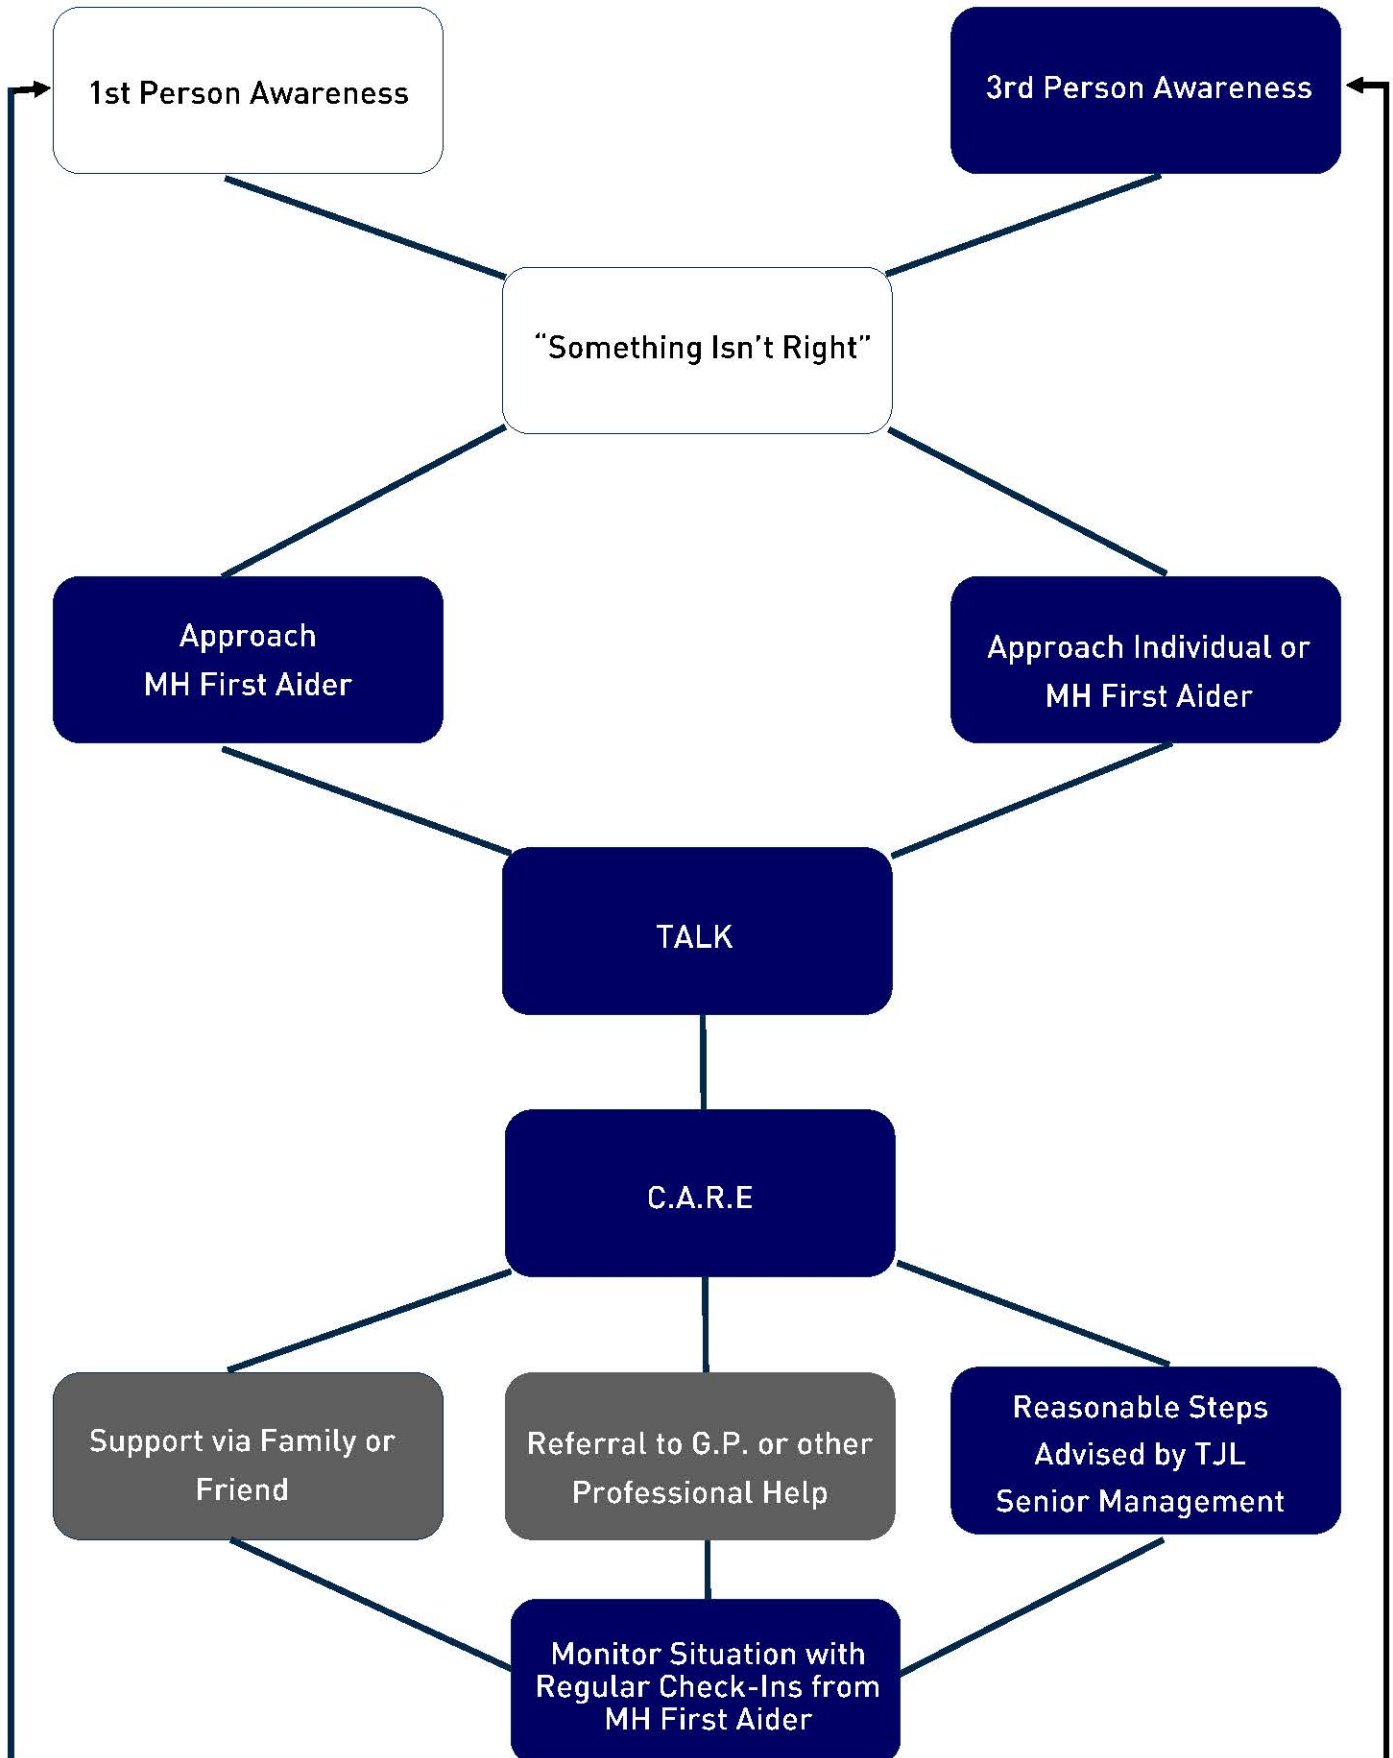 1st Person Awareness
3rd Person Awareness
“Something Isn’t Right”
Approach
MH First Aider
Approach Individual or
MH First Aider
TALK
C.A.R.E
Support via Family or
Friend
Referral to G.P. or other
Professional Help
Reasonable Steps
Advised by TJL
Senior Management
Monitor Situation with
Regular Check-Ins from
MH First Aider